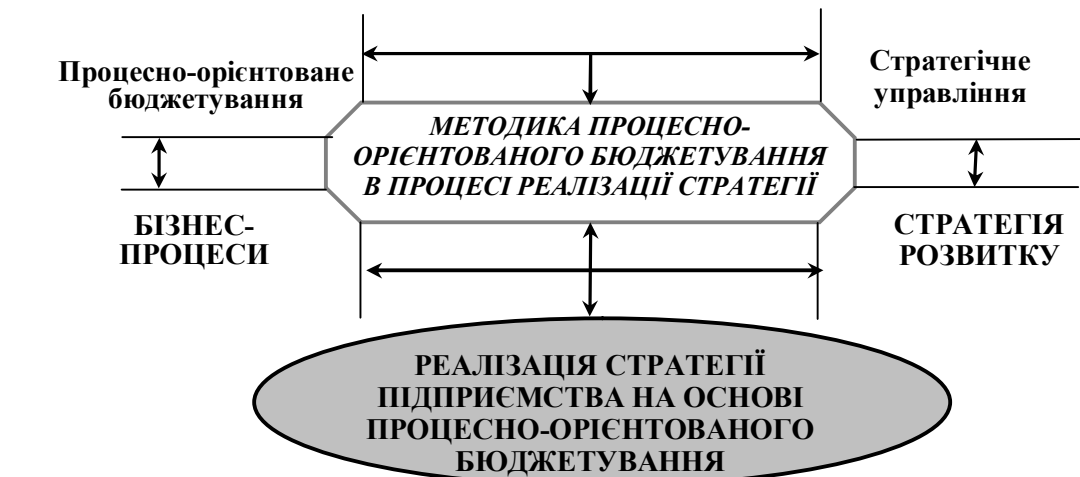 Процесно-орієнтоване
бюджетування
Стратегічне
управління
МЕТОДИКА ПРОЦЕСНО-
ОРІЄНТОВАНОГО БЮДЖЕТУВАННЯ
В ПРОЦЕСІ РЕАЛІЗАЦІЇ СТРАТЕГІЇ
БІЗНЕС-
ПРОЦЕСИ
СТРАТЕГІЯ
РОЗВИТКУ
РЕАЛІЗАЦІЯ СТРАТЕГІЇ
ПІДПРИЄМСТВА НА ОСНОВІ
ПРОЦЕСНО-ОРІЄНТОВАНОГО
БЮДЖЕТУВАННЯ